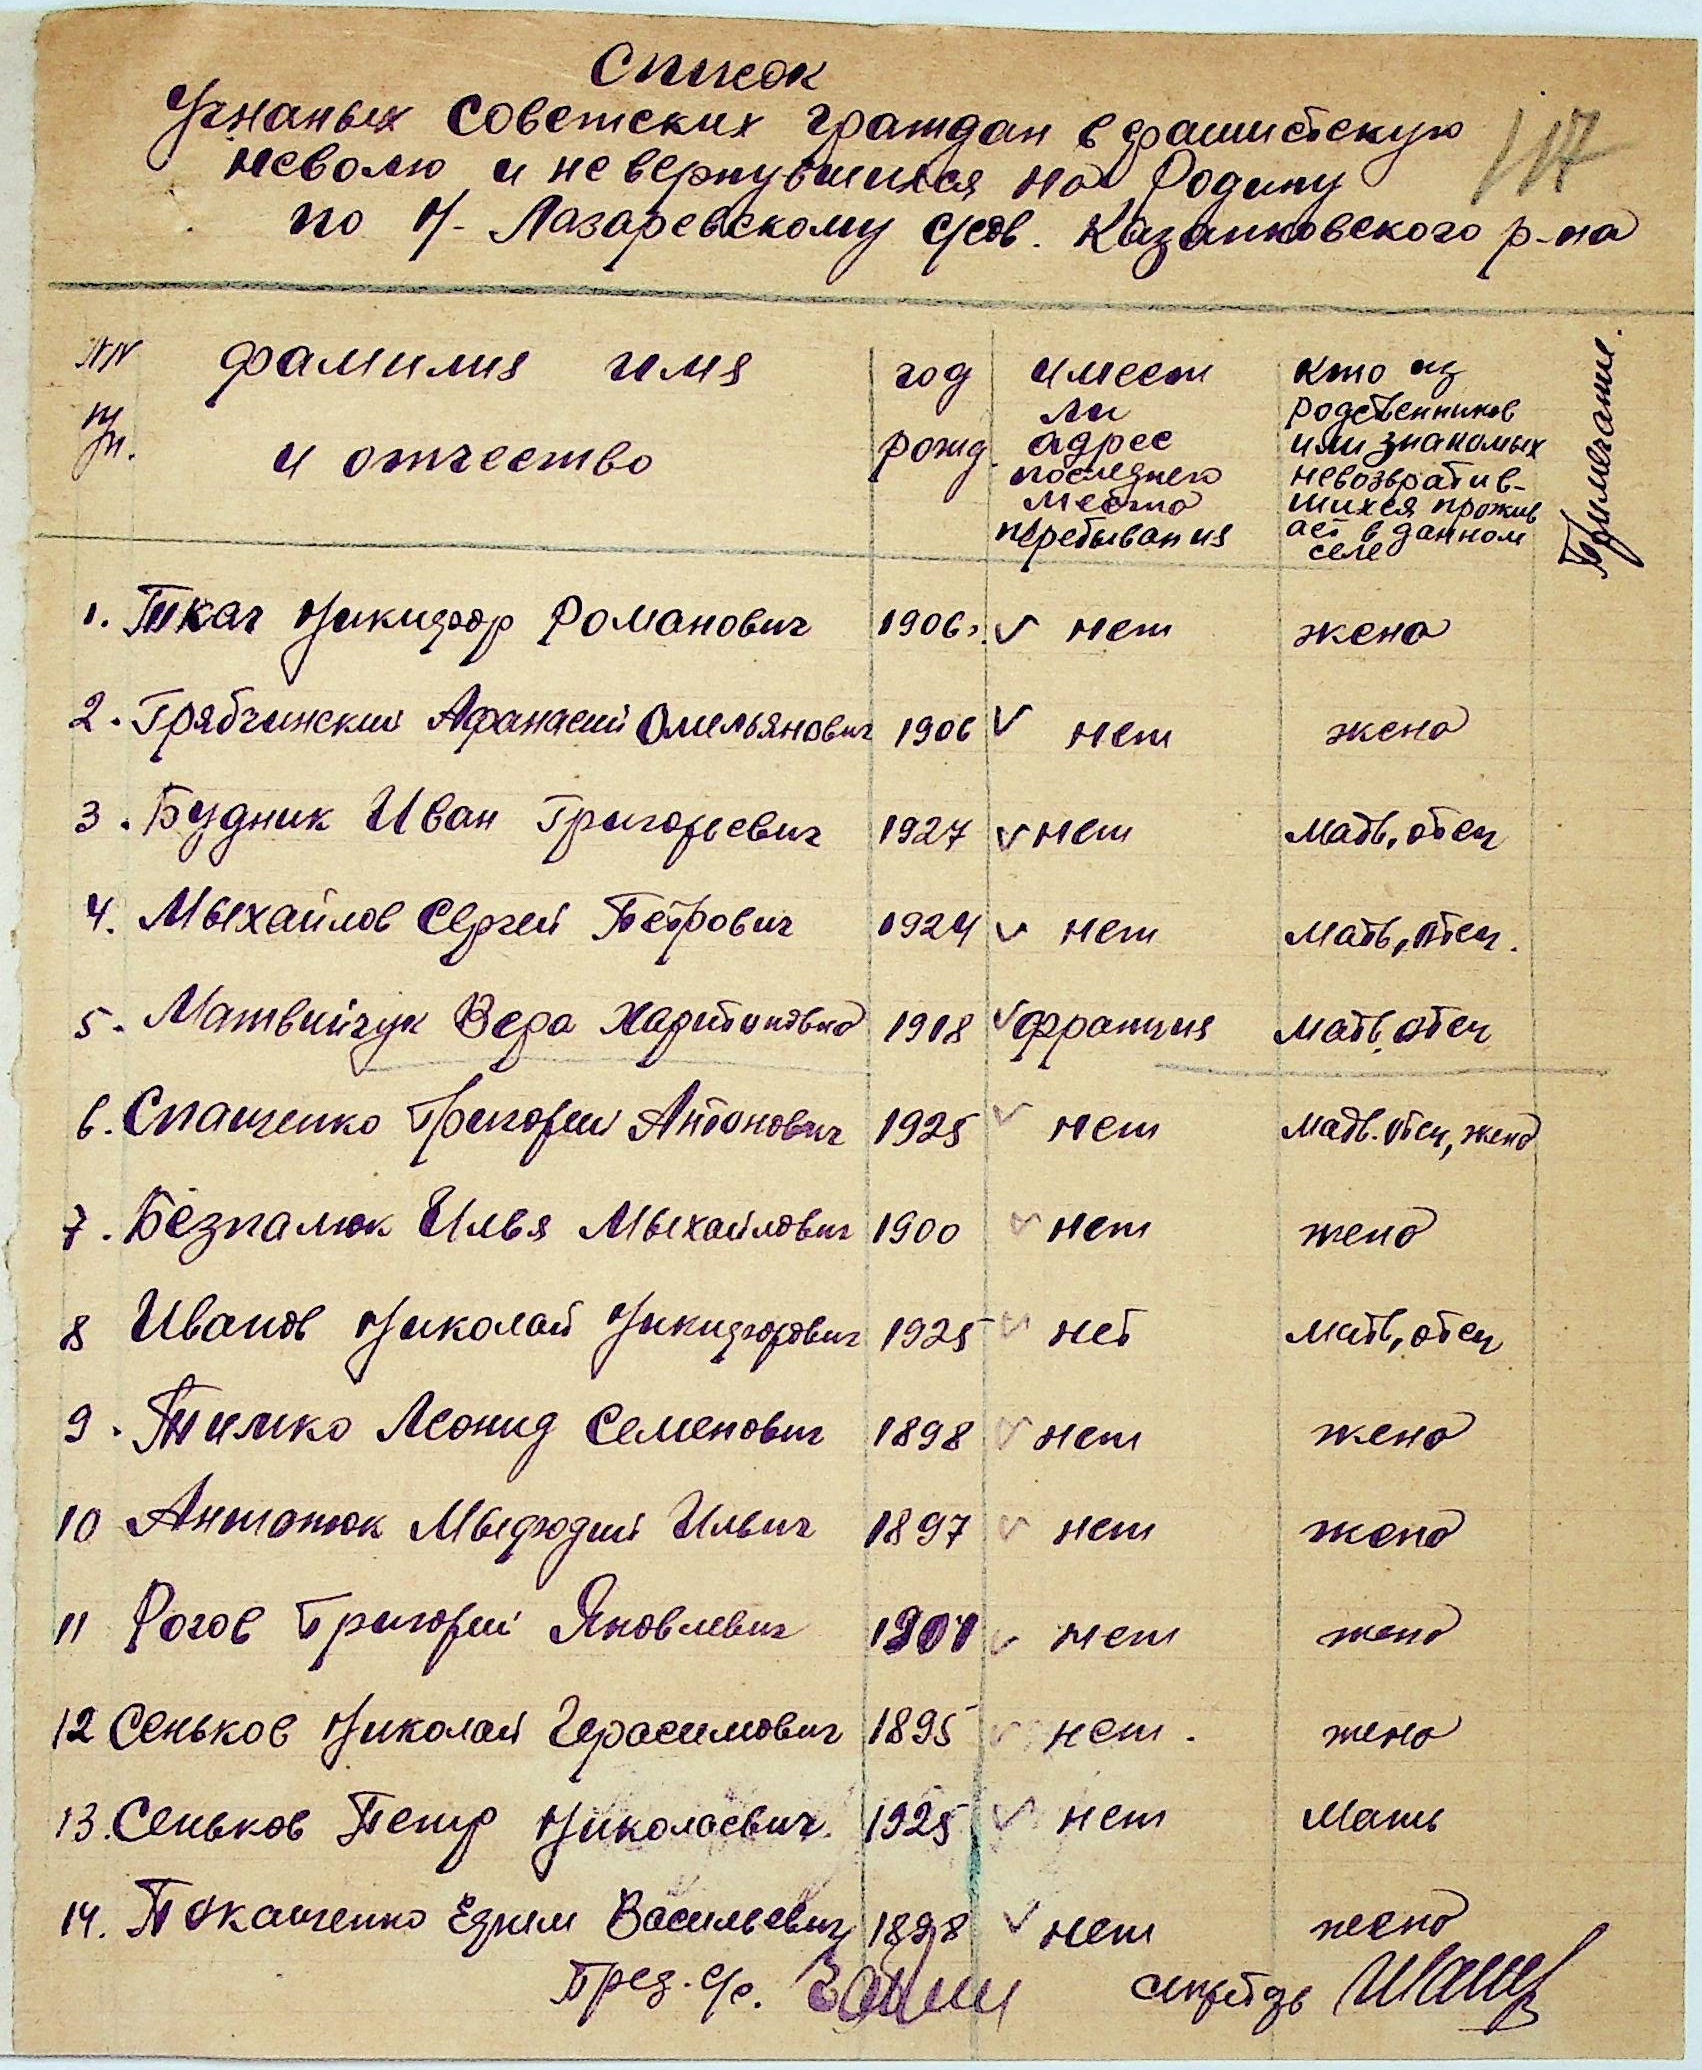 Список
Угнаных Советских граждан в фашистскую
неволю и не вернувшихся на Родину
по Н-Лазаревскому с/сов. Казанковского р-на
117
№№ фамилия имя год имеет кто из
ли родственников
п/п. и отчество рожд. адрес или знакомых
последнего невозвратив-
места шихся прожив
перебывания ает в данном
селе
Примечание.
1. Ткач Никифор Романович 1906. нет жена
2. Грябчинский Афанасий Омельянович 1906 нет жена
3. Будник Иван Григорьевич 1927 нет мать, отец
4. Мыхайлов Сергей Петрович 1924 нет мать, отец.
5. Матвийчук Вера Харитоновна 1918 Франция мать, отец
6. Спащенко Григорий Антонович 1925 нет мать. отец, жена
7. Безпалюк Илья Мыхайлович 1900 нет жена
8 Иванов Николай Никифорович 1925 нет мать, отец
9. Тимко Леонид Семенович 1898 нет жена
10 Антонюк Мыфодий Ильич 1897 нет жена
11 Рогов Григорий Яковлевич 1901 нет жена
12 Сеньков Николай Герасимович 1895 нет. жена
13. Сеньков Петр Николаевич. 1925 нет Мать
14. Ефим Васильевич 1898 нет жена
Пред. с/с. секретарь